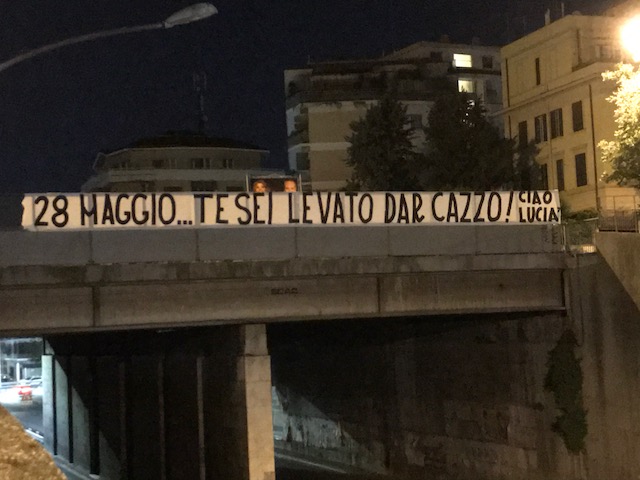 28 MAGGIO... TE SEI LEVATO DAR CAZZO!
CIAO
LUCIA